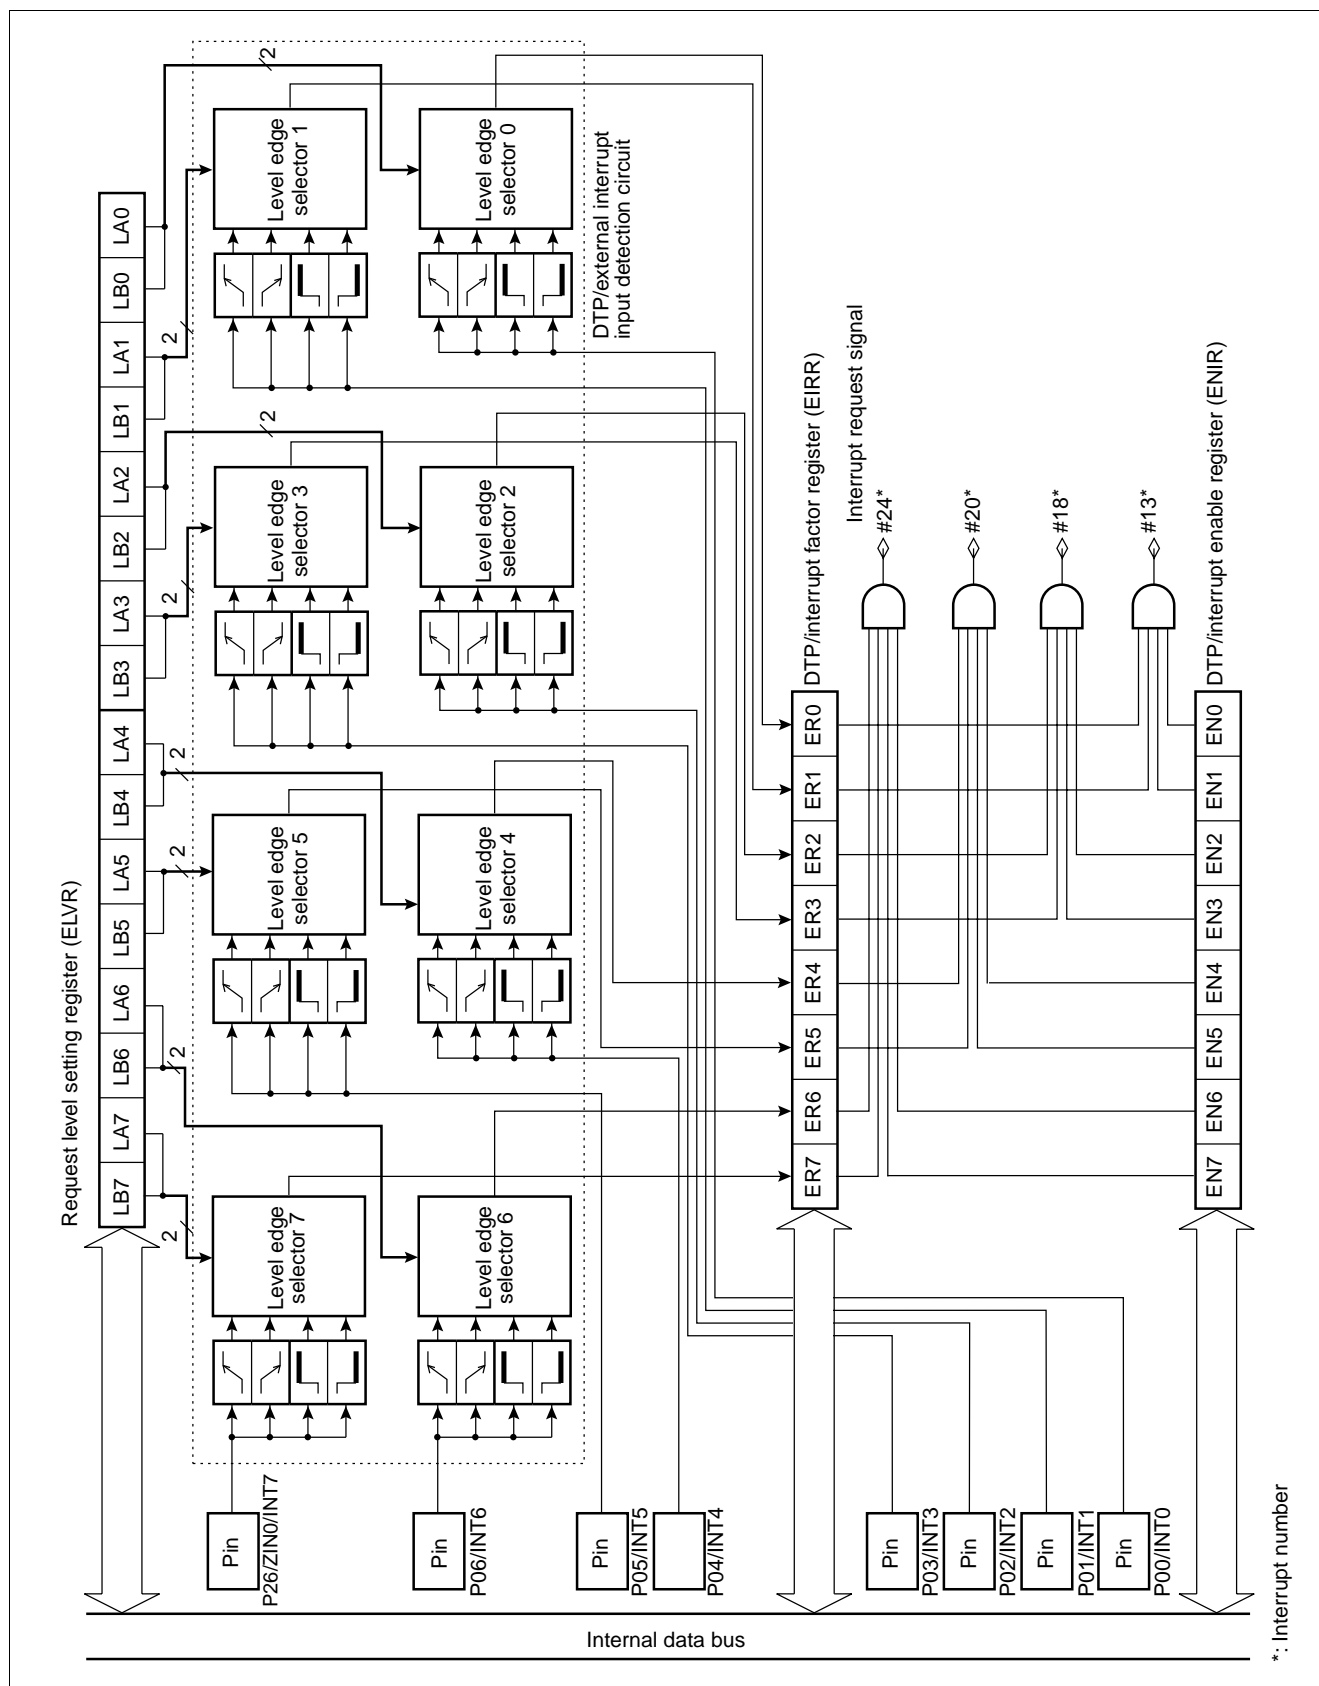 Request level setting register (ELVR)
LB7 LA7 LB6 LA6 LB5 LA5 LB4 LA4 LB3 LA3 LB2 LA2 LB1 LA1 LB0 LA0
2
2
2
2
2
2
2
2
Level edge
selector 7
Level edge
selector 5
Level edge
selector 3
Level edge
selector 1
Level edge
selector 6
Level edge
selector 4
Level edge
selector 2
Level edge
selector 0
DTP/external interrupt
input detection circuit
Pin
P26/ZIN0/INT7
Pin
P06/INT6
Pin
P05/INT5
P04/INT4
Pin
P03/INT3
Pin
P02/INT2
Pin
P01/INT1
Pin
P00/INT0
ER7 ER6 ER5 ER4 ER3 ER2 ER1 ER0
DTP/interrupt factor register (EIRR)
Interrupt request signal
#24*
#20*
#18*
#13*
EN7 EN6 EN5 EN4 EN3 EN2 EN1 EN0
DTP/interrupt enable register (ENIR)
Internal data bus
*: Interrupt number